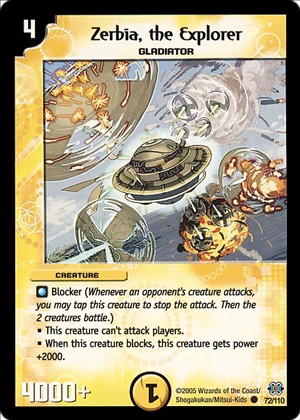 4
Zerbia, the Explorer
GLADIATOR
CREATURE
Blocker (Whenever an opponent's creature attacks,
you may tap this creature to stop the attack. Then the
2 creatures battle.)
▪ This creature can't attack players.
▪ When this creature blocks, this creature gets power
+2000.
4000+
1
©2005 Wizards of the Coast/
Shogakukan/Mitsui-Kids ● 72/110